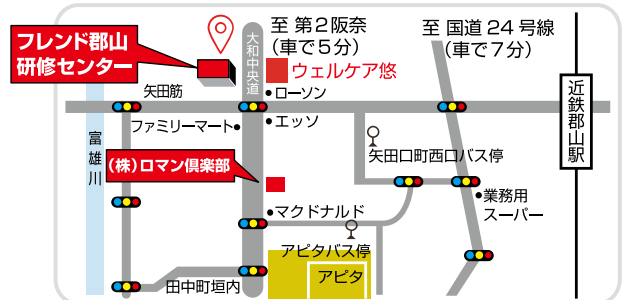 至 第2阪奈
(車で5分)
至 国道24号線
(車で7分)
フレンド郡山
研修センター
大和中央道
ウェルケア悠
矢田筋
ローソン
近鉄郡山駅
ファミリーマート
エッソ
富雄川
矢田口町西口バス停
(株)ロマン倶楽部
業務用
スーパー
マクドナルド
アピタバス停
アピタ
田中町垣内